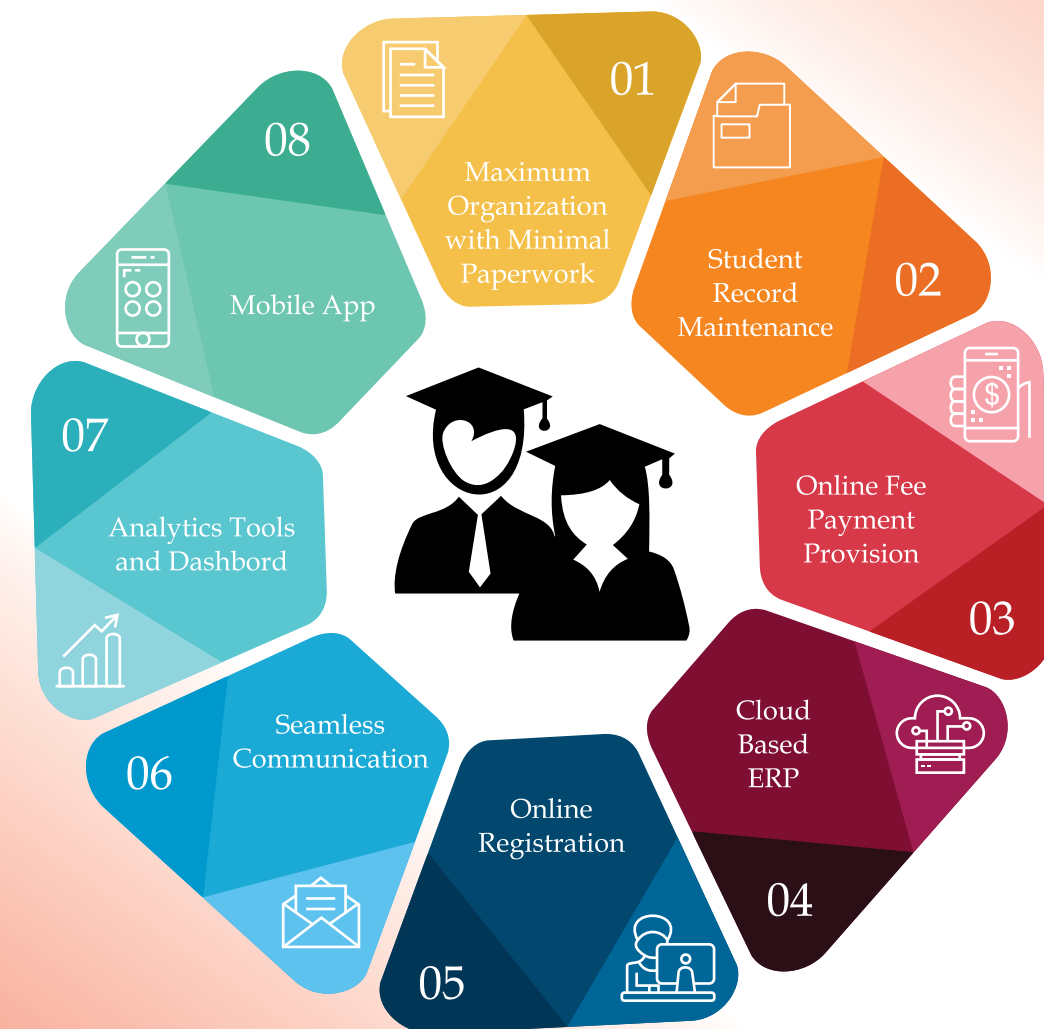 01
Maximum
Organization
with Minimal
Paperwork
02
Student
Record
Maintenance
$
Online Fee
Payment
Provision
03
Cloud
Based
ERP
04
Online
Registration
05
Seamless
Communication
06
07
Analytics Tools
and Dashbord
08
Mobile App